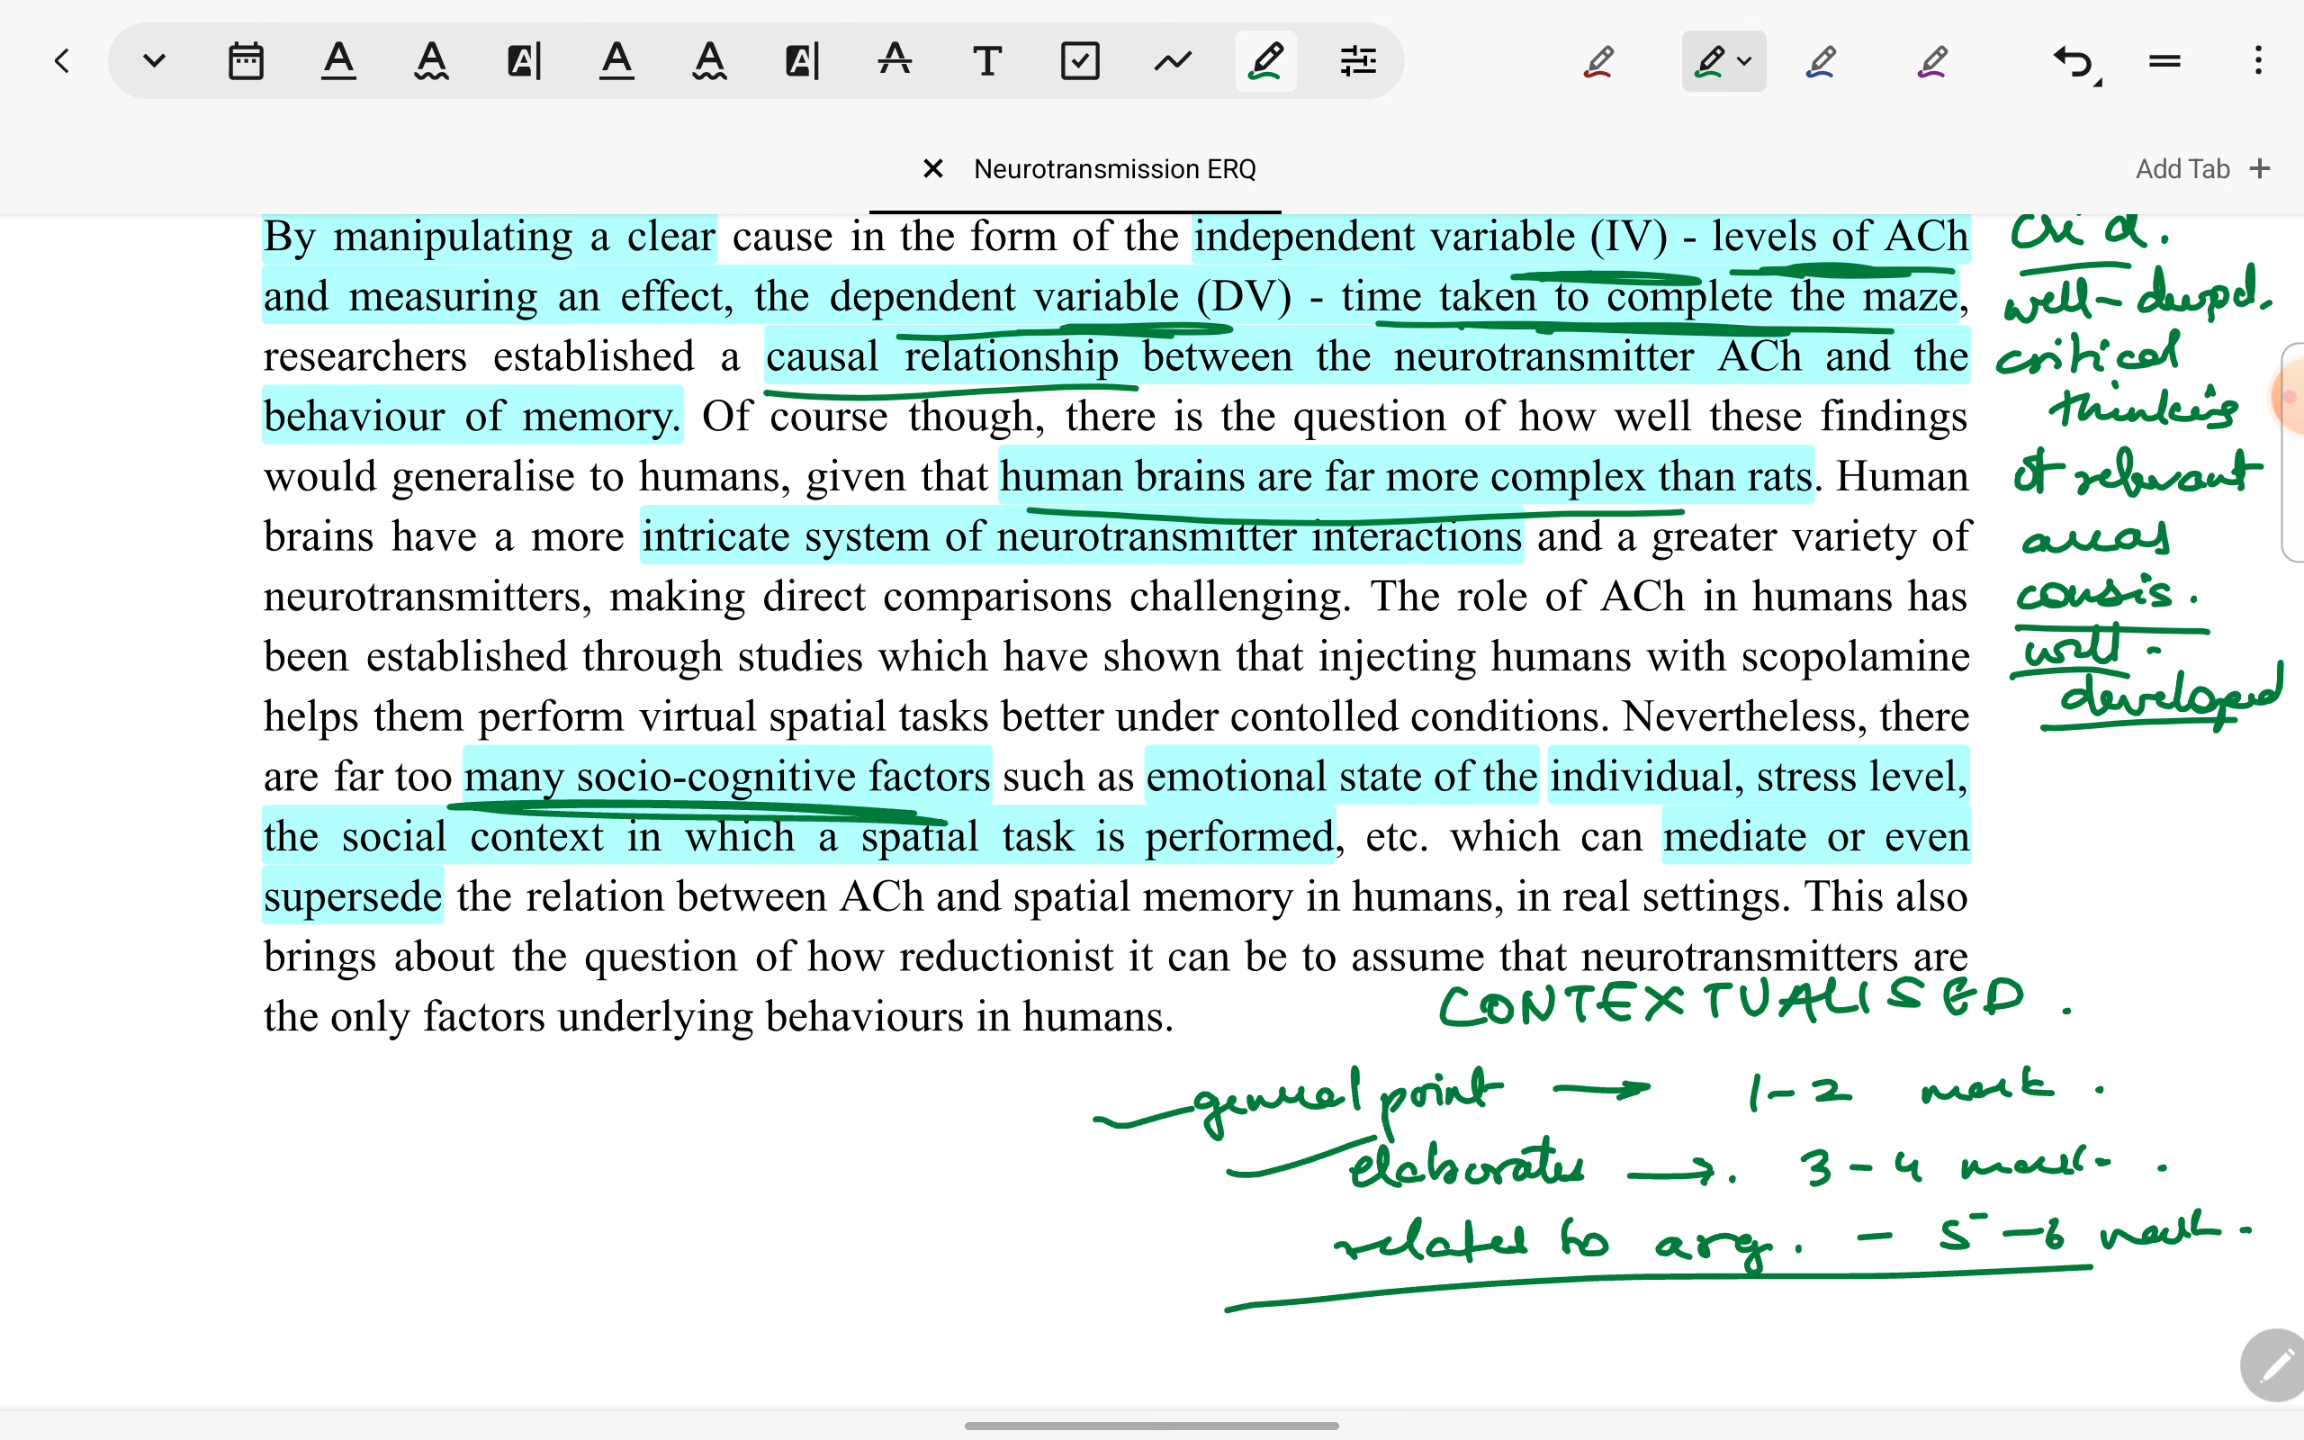 Neurotransmission ERQ
Add Tab
By manipulating a clear cause in the form of the independent variable (IV) - levels of ACh
and measuring an effect, the dependent variable (DV) - time taken to complete the maze,
researchers established a causal relationship between the neurotransmitter ACh and the
behaviour of memory. Of course though, there is the question of how well these findings
would generalise to humans, given that human brains are far more complex than rats. Human
brains have a more intricate system of neurotransmitter interactions and a greater variety of
neurotransmitters, making direct comparisons challenging. The role of ACh in humans has
been established through studies which have shown that injecting humans with scopolamine
helps them perform virtual spatial tasks better under contolled conditions. Nevertheless, there
are far too many socio-cognitive factors such as emotional state of the individual, stress level,
the social context in which a spatial task is performed, etc. which can mediate or even
supersede the relation between ACh and spatial memory in humans, in real settings. This also
brings about the question of how reductionist it can be to assume that neurotransmitters are
the only factors underlying behaviours in humans.
well-
critical
thinking
of relevant
areas
consis.
well-
developed
CONTEXTUALISED.
general point → 1-2 mark.
elaborates → . 3-4 mark.
related to arg. - 5-6 mark.